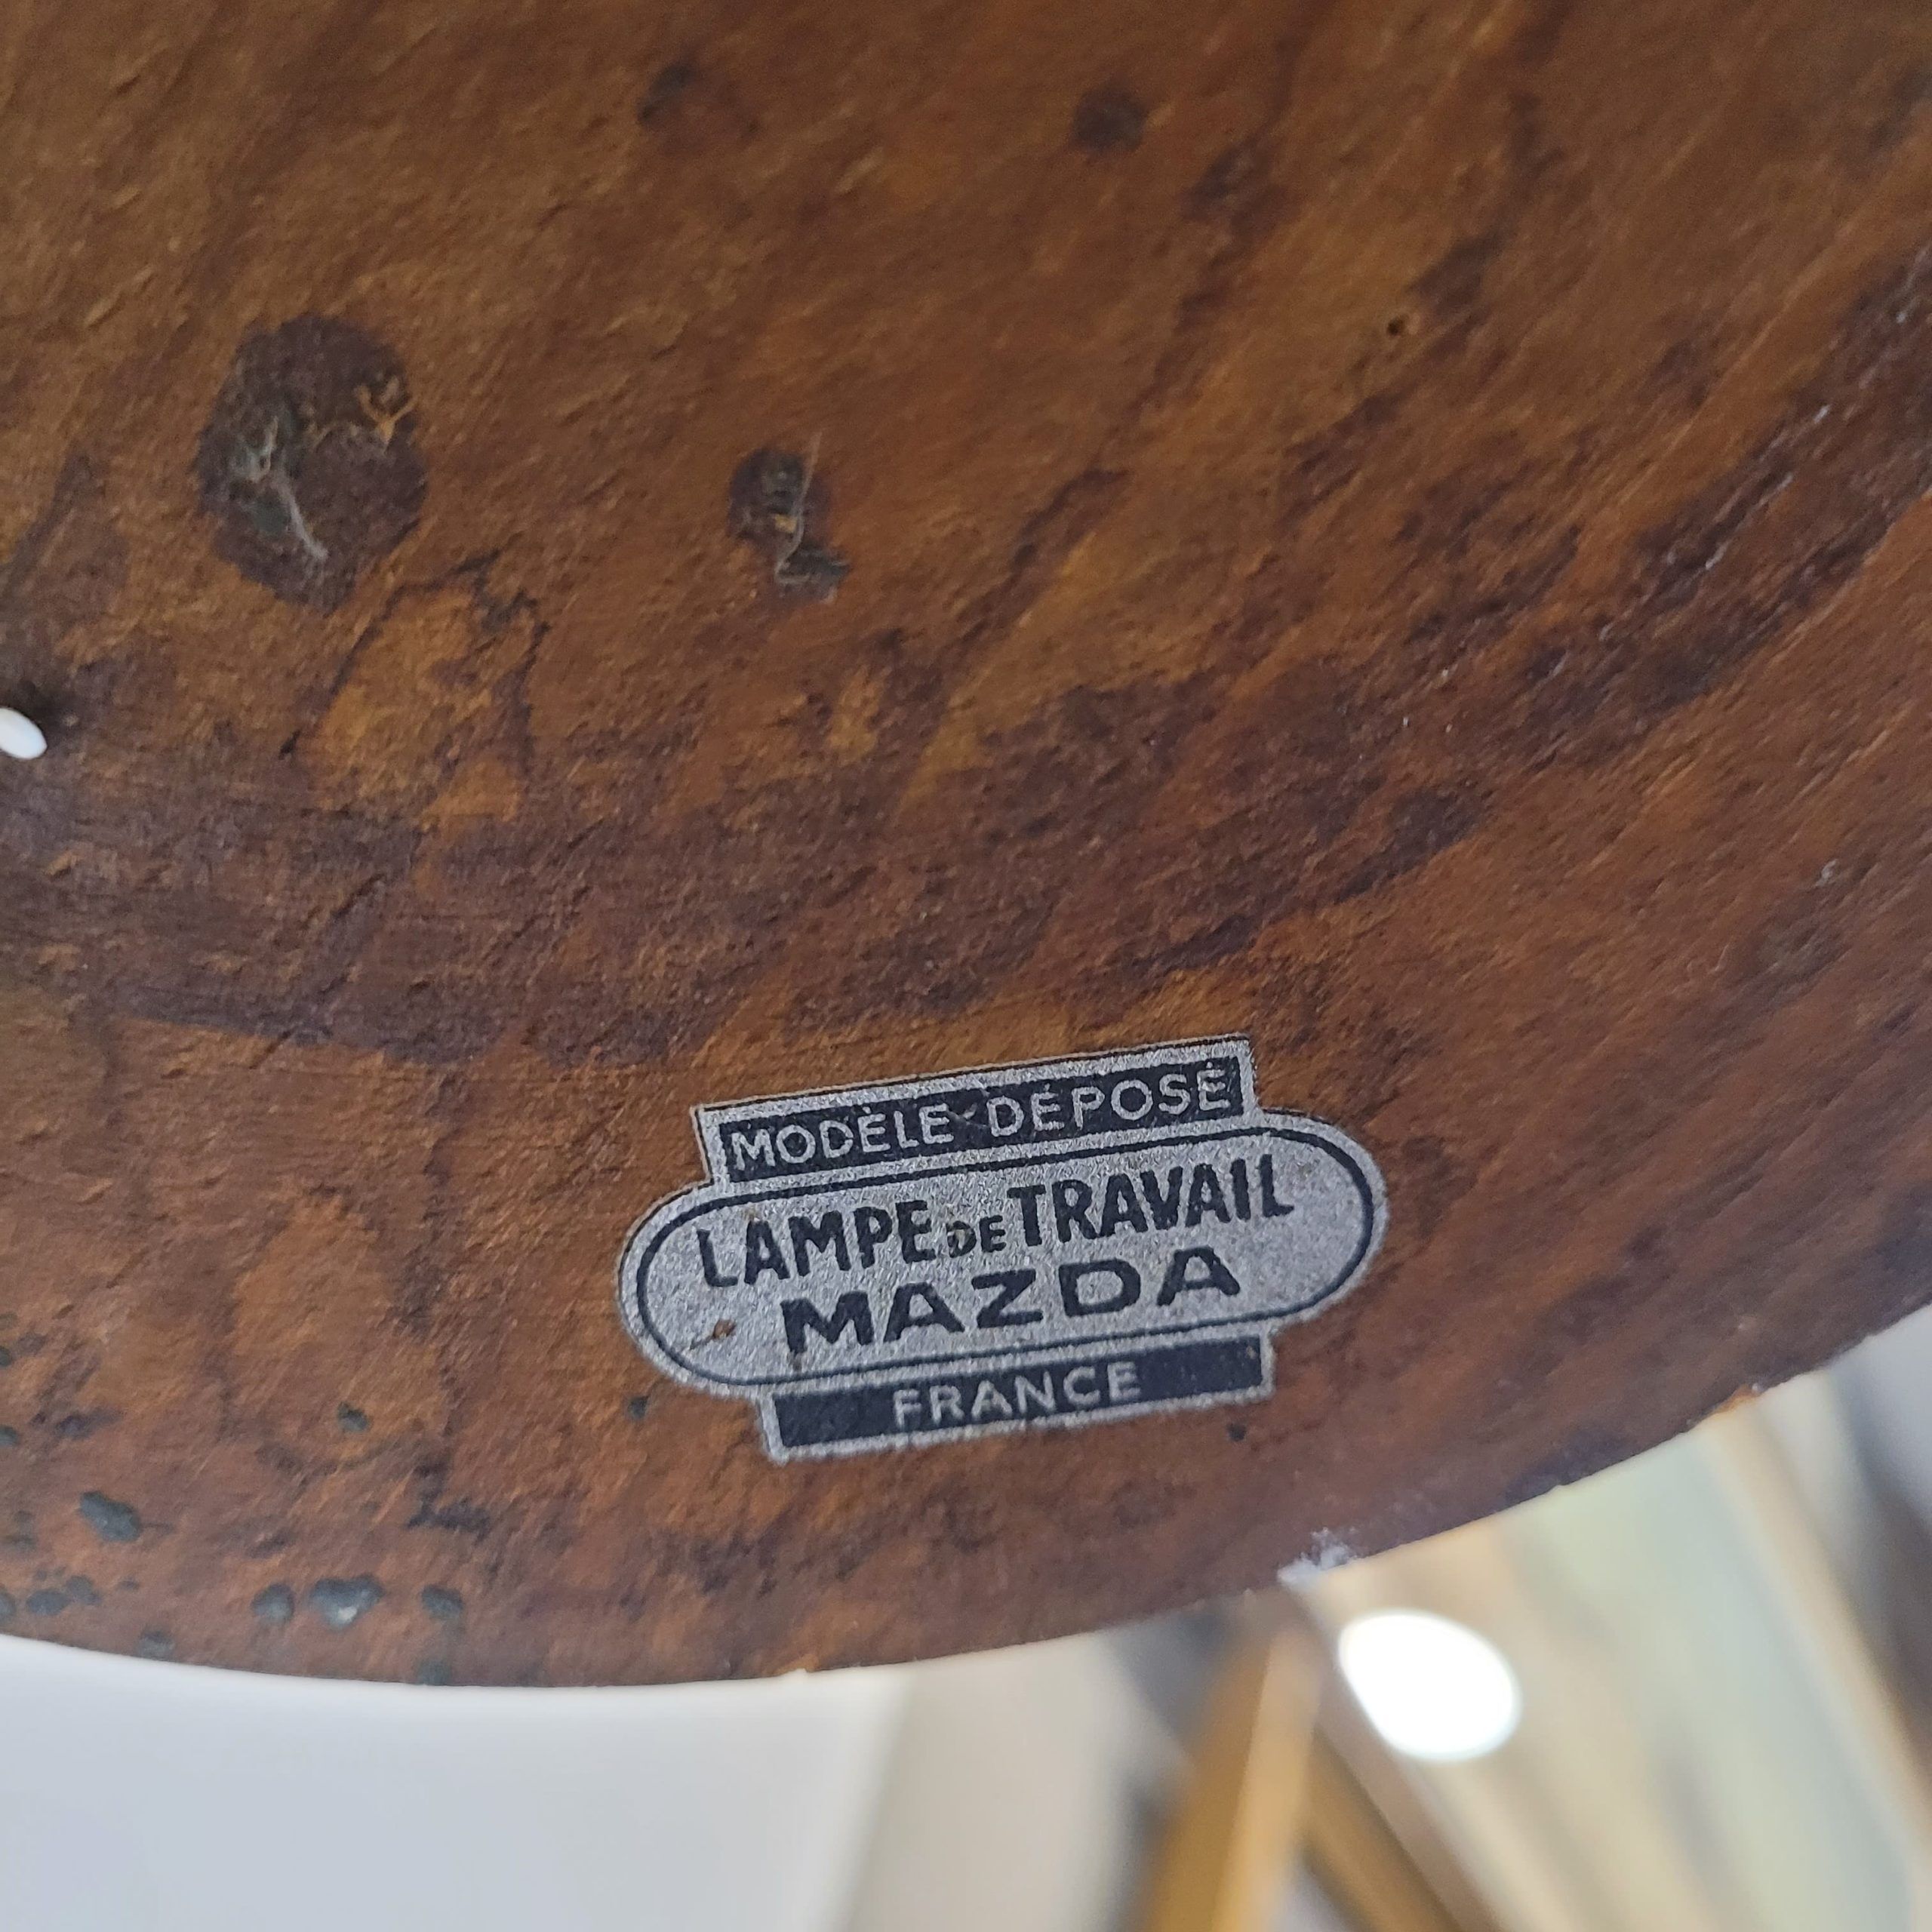 MODÈLE DÉPOSÉ
LAMPE DE TRAVAIL
MAZDA
FRANCE